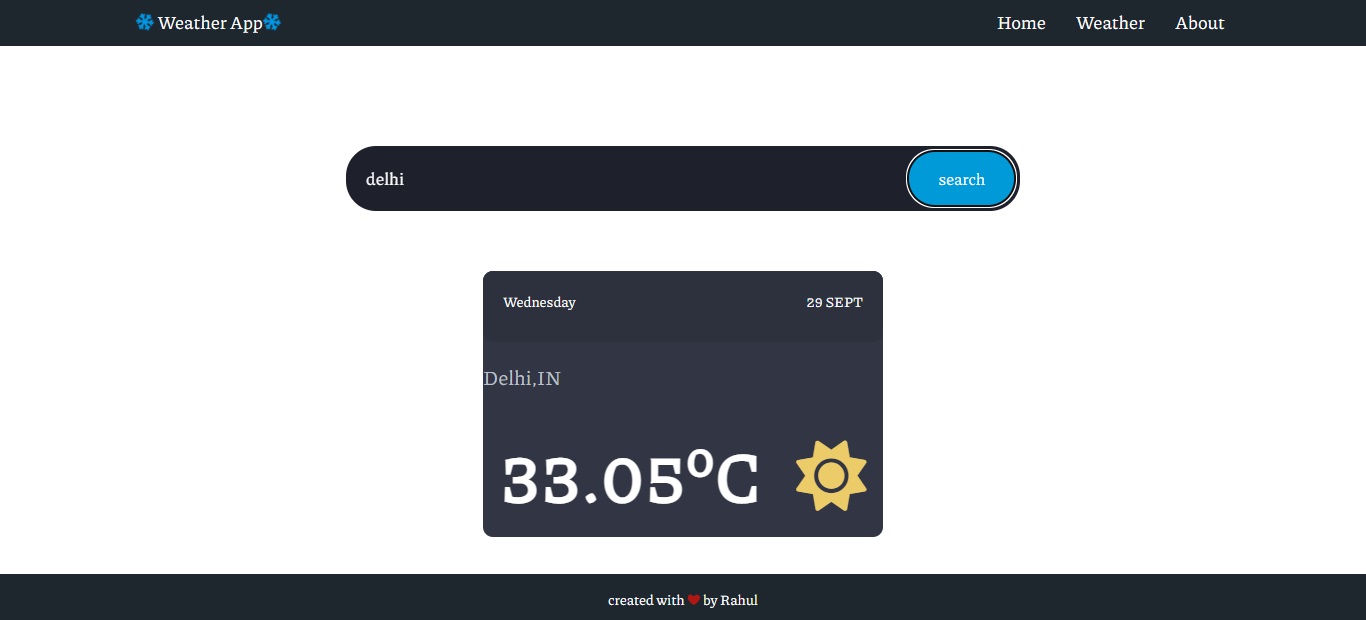 Weather App
Home Weather About
delhi
search
Wednesday 29 SEPT
Delhi,IN
33.05°C
created with ❤ by Rahul